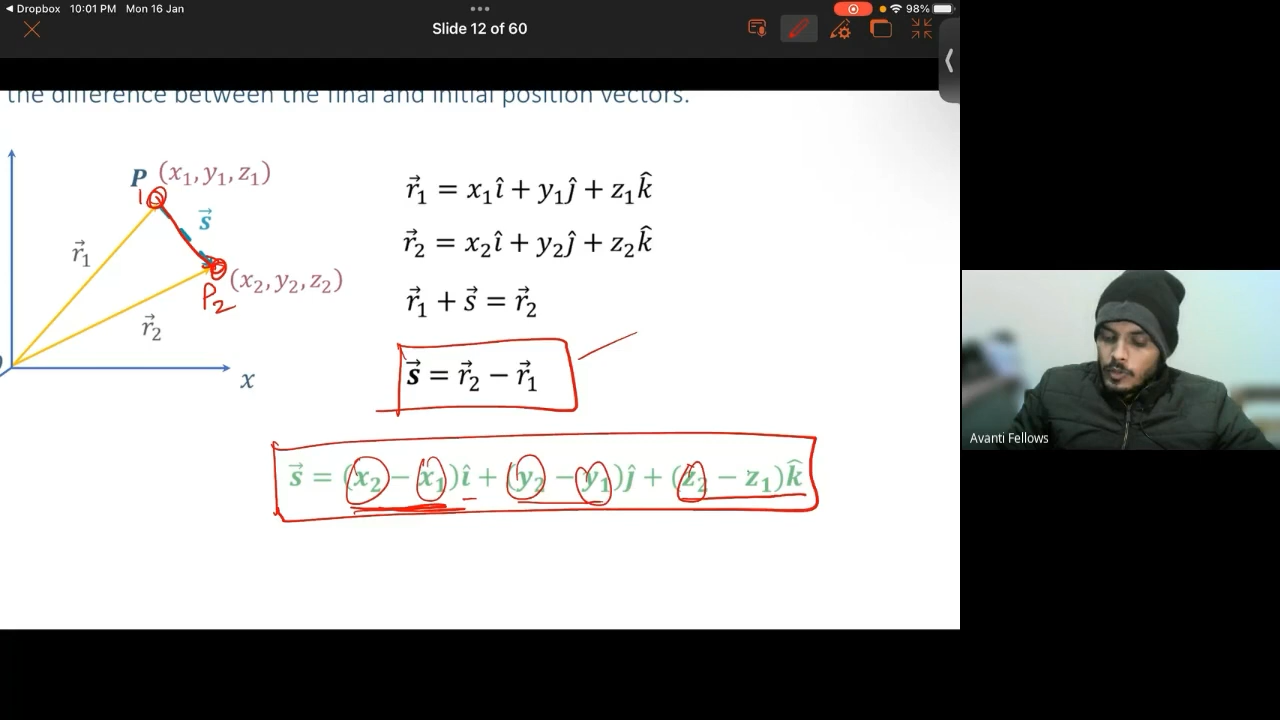 Dropbox 10:01 PM Mon 16 Jan
98%
Slide 12 of 60
the difference between the final and initial position vectors.
P (x₁, y₁, z₁)
1
s⃗
r⃗₁
(x₂, y₂, z₂)
P₂
r⃗₂
x
r⃗₁ = x₁î + y₁ĵ + z₁k̂
r⃗₂ = x₂î + y₂ĵ + z₂k̂
r⃗₁ + s⃗ = r⃗₂
s⃗ = r⃗₂ − r⃗₁
s⃗ = (x₂ − x₁)î + (y₂ − y₁)ĵ + (z₂ − z₁)k̂
Avanti Fellows